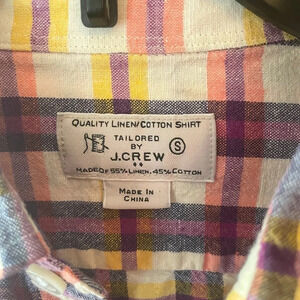 QUALITY LINEN/COTTON SHIRT
TAILORED
BY
J.CREW
S
MADE OF 55% LINEN, 45% COTTON
MADE IN
CHINA